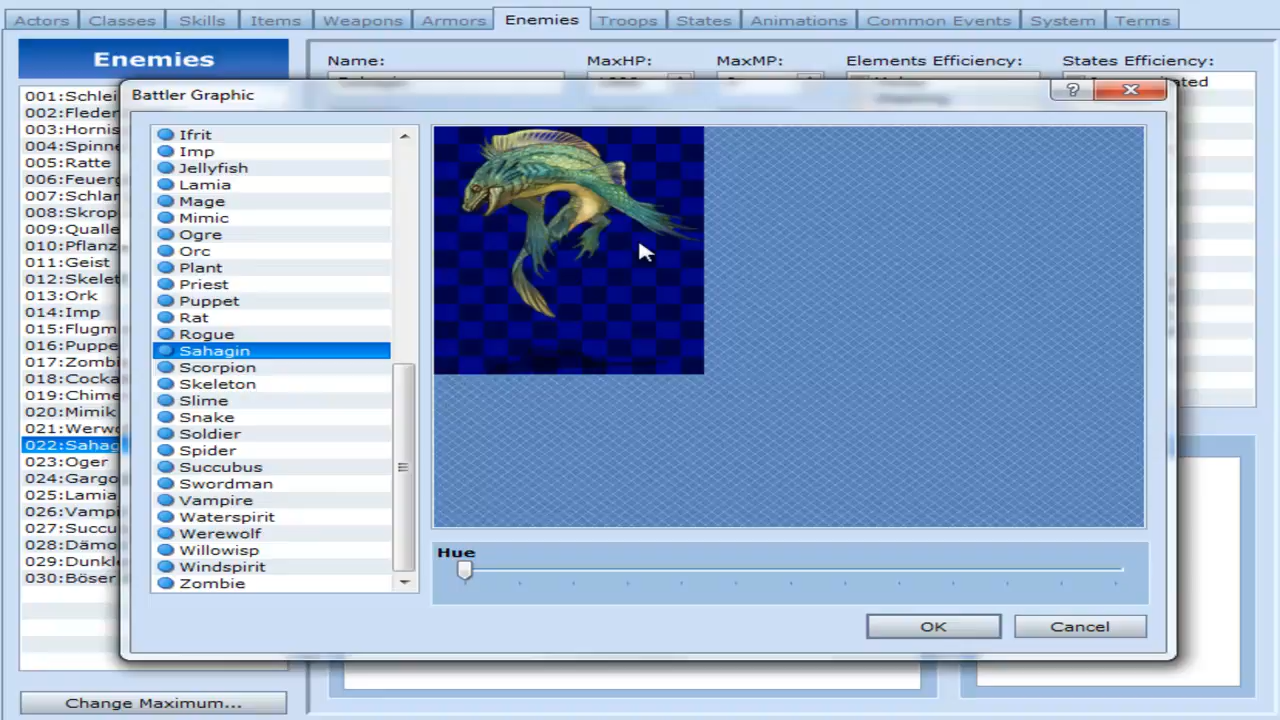 Actors Classes Skills Items Weapons Armors Enemies Troops States Animations Common Events System Terms
Enemies
Name: MaxHP: MaxMP: Elements Efficiency: States Efficiency:
Battler Graphic
?
001:Schlei
002:Fleder
003:Hornis
004:Spinne
005:Ratte
006:Feuerg
007:Schlan
008:Skrop
009:Qualle
010:Pflanz
011:Geist
012:Skelet
013:Ork
014:Imp
015:Flugm
016:Puppe
017:Zombi
018:Cocka
019:Chime
020:Mimik
021:Werwo
022:Sahag
023:Oger
024:Gargo
025:Lamia
026:Vampi
027:Succu
028:Dämo
029:Dunkle
030:Böser
Change Maximum...
Ifrit
Imp
Jellyfish
Lamia
Mage
Mimic
Ogre
Orc
Plant
Priest
Puppet
Rat
Rogue
Sahagin
Scorpion
Skeleton
Slime
Snake
Soldier
Spider
Succubus
Swordman
Vampire
Waterspirit
Werewolf
Willowisp
Windspirit
Zombie
Hue
OK Cancel